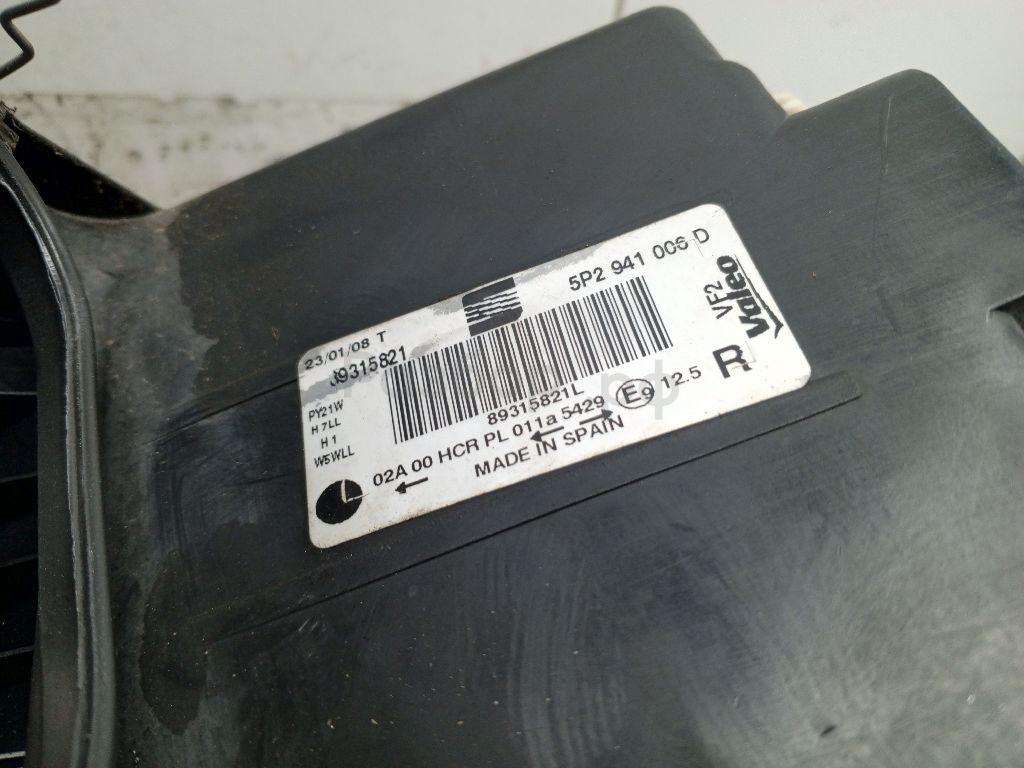 5P2 941 006 D
23/01/08 T
89315821
VF2
Valeo
PY21W
H7LL
H1
W5WLL
89315821L
R
02A 00 HCR PL 011a 5429 E9 12.5
MADE IN SPAIN